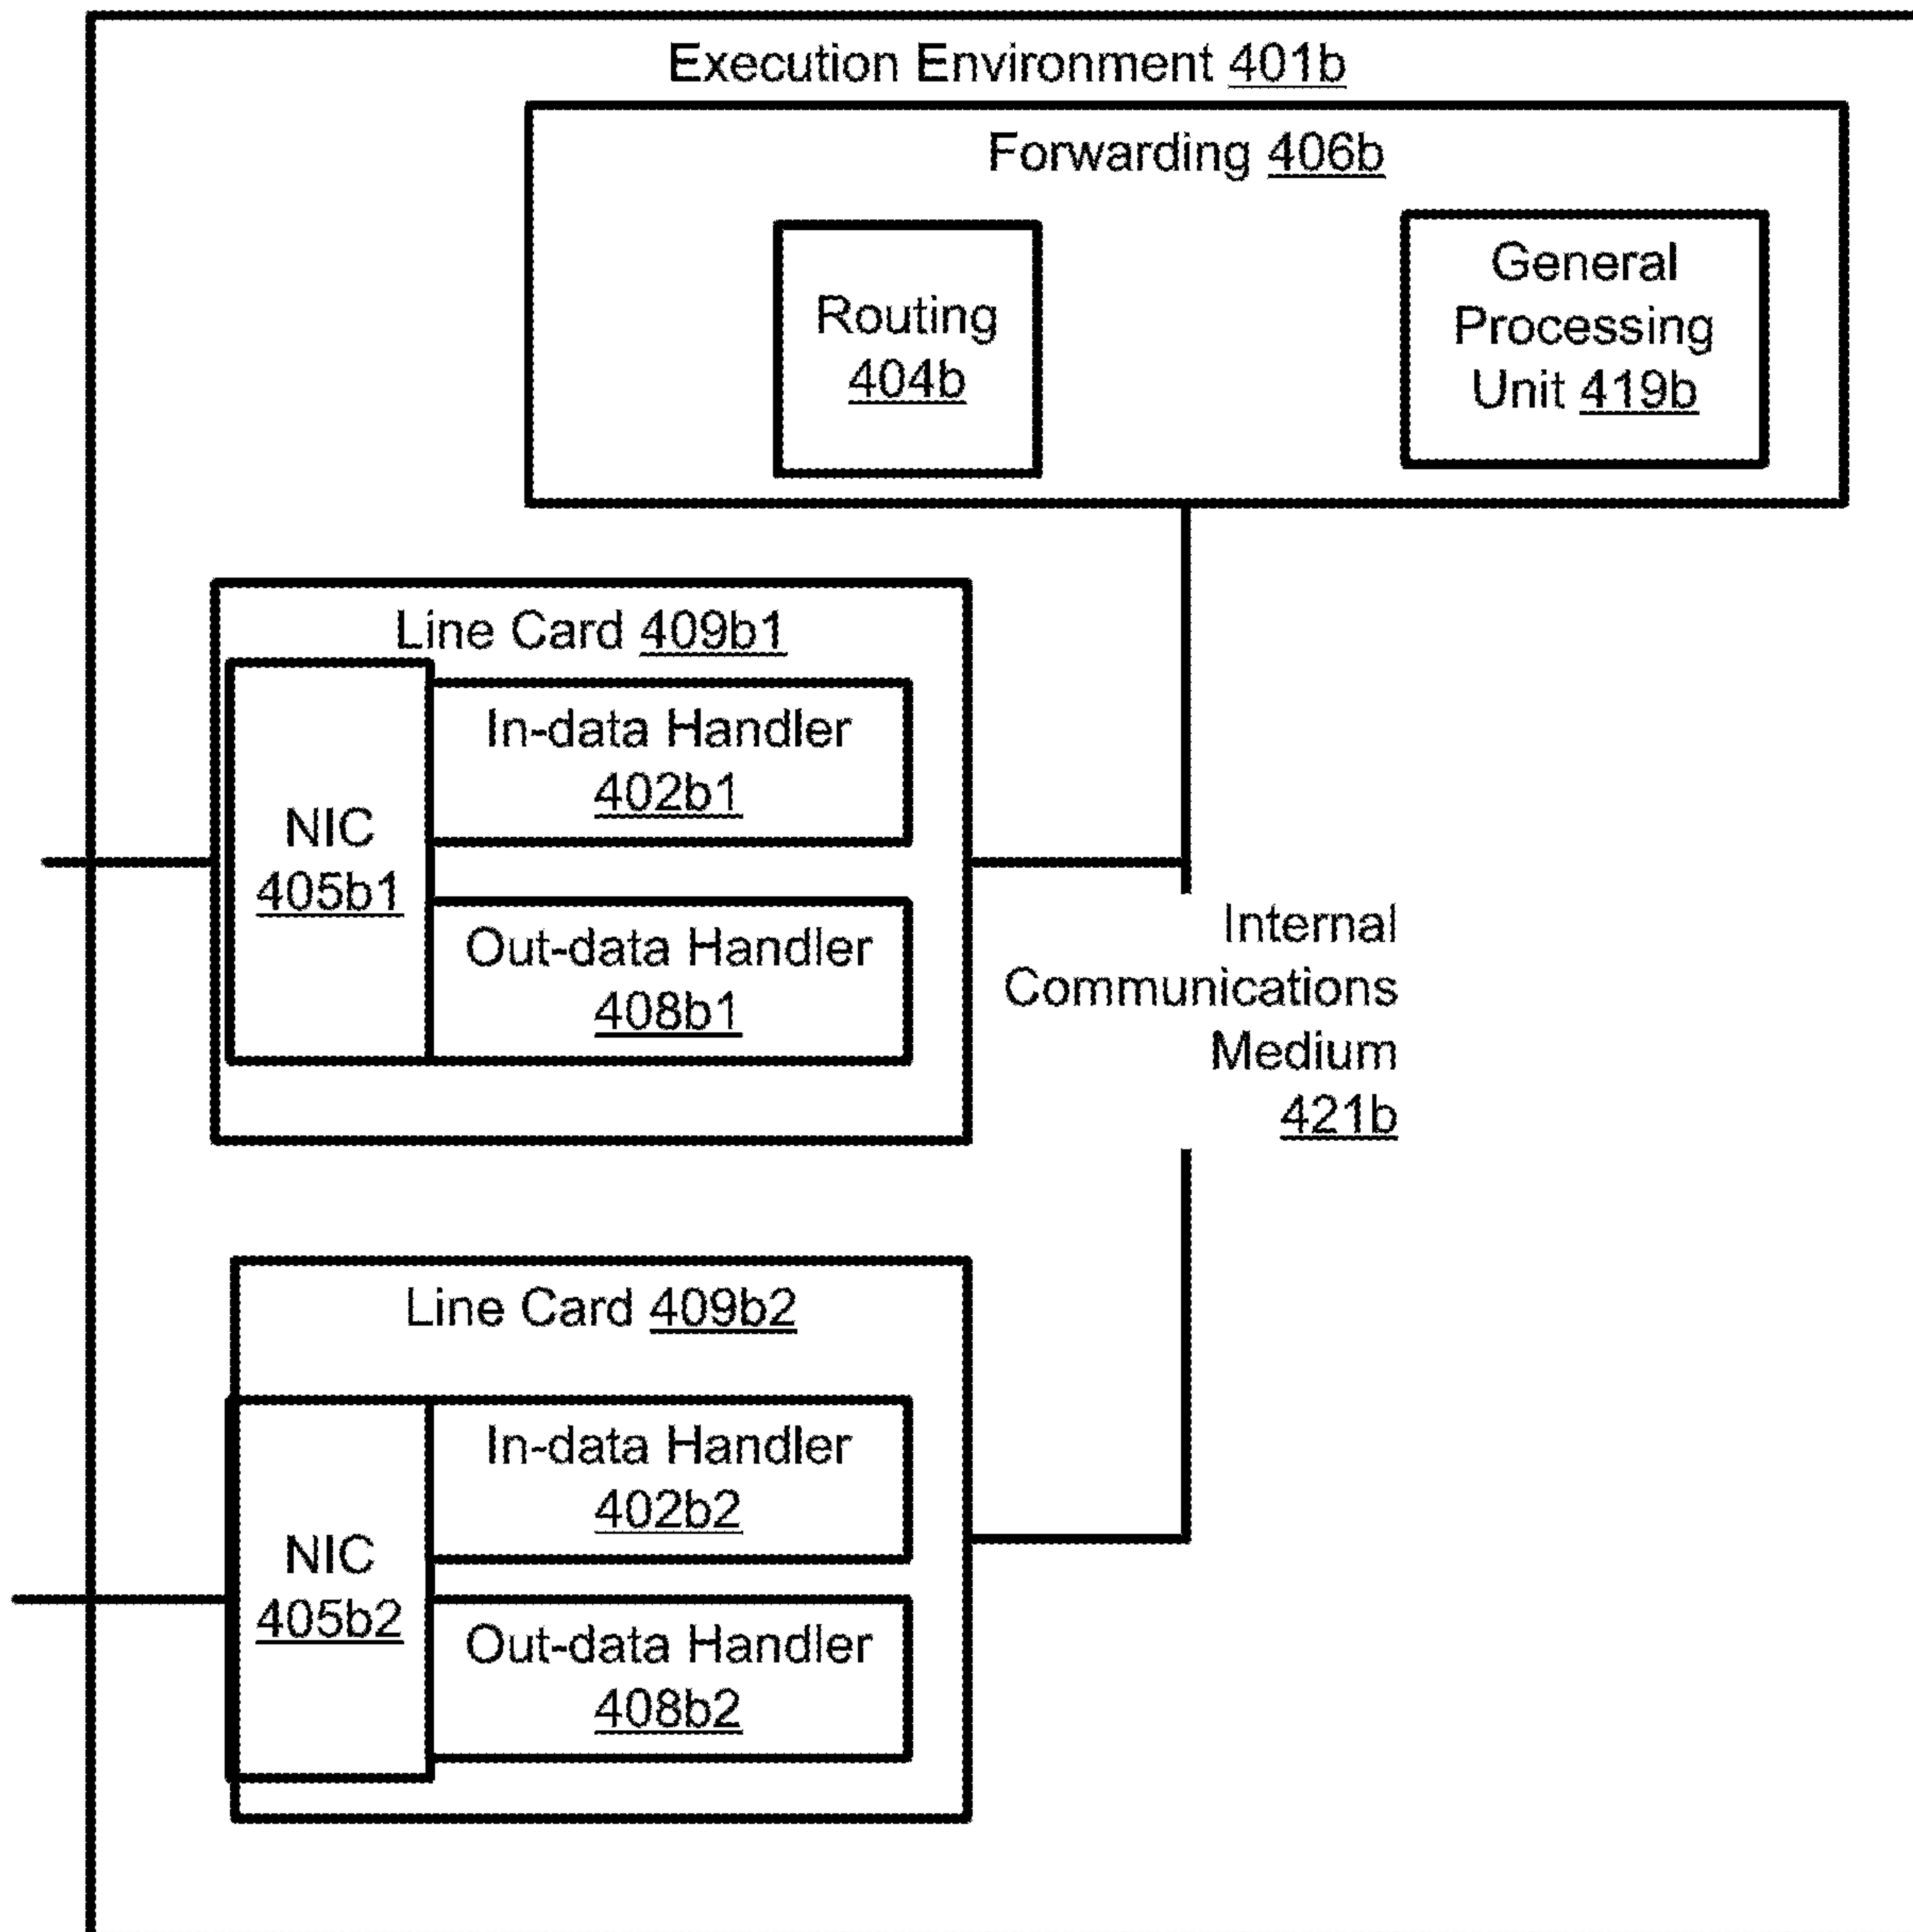 Execution Environment 401b
Forwarding 406b
Routing
404b
General
Processing
Unit 419b
Line Card 409b1
In-data Handler
402b1
NIC
405b1
Out-data Handler
408b1
Internal
Communications
Medium
421b
Line Card 409b2
In-data Handler
402b2
NIC
405b2
Out-data Handler
408b2